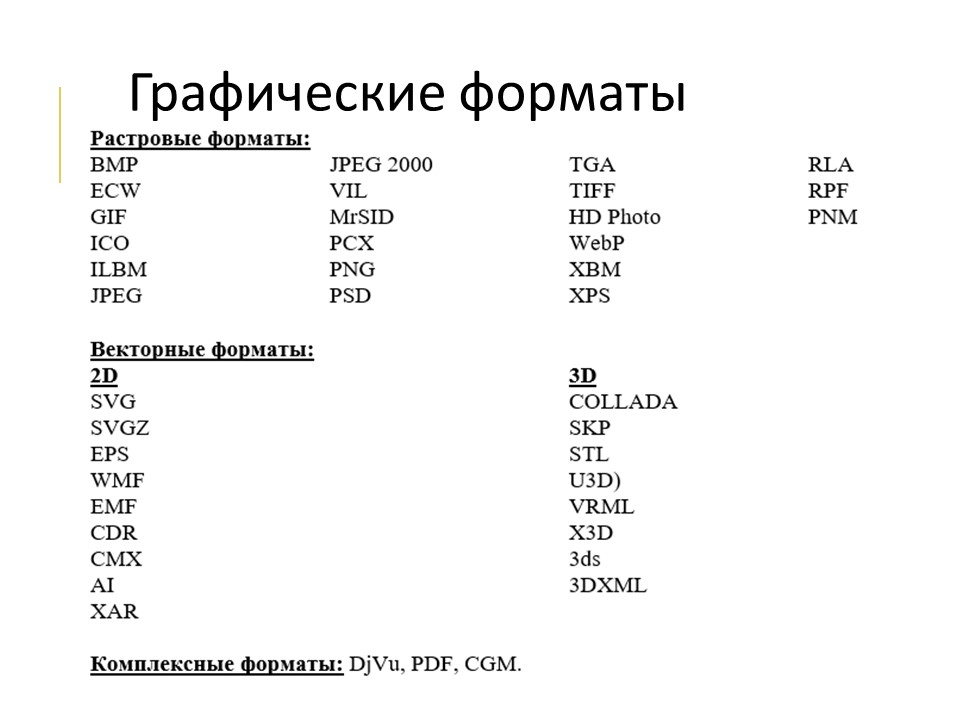 Графические форматы
Растровые форматы:
BMP JPEG 2000 TGA RLA
ECW VIL TIFF RPF
GIF MrSID HD Photo PNM
ICO PCX WebP
ILBM PNG XBM
JPEG PSD XPS
Векторные форматы:
2D 3D
SVG COLLADA
SVGZ SKP
EPS STL
WMF U3D)
EMF VRML
CDR X3D
CMX 3ds
AI 3DXML
XAR
Комплексные форматы: DjVu, PDF, CGM.